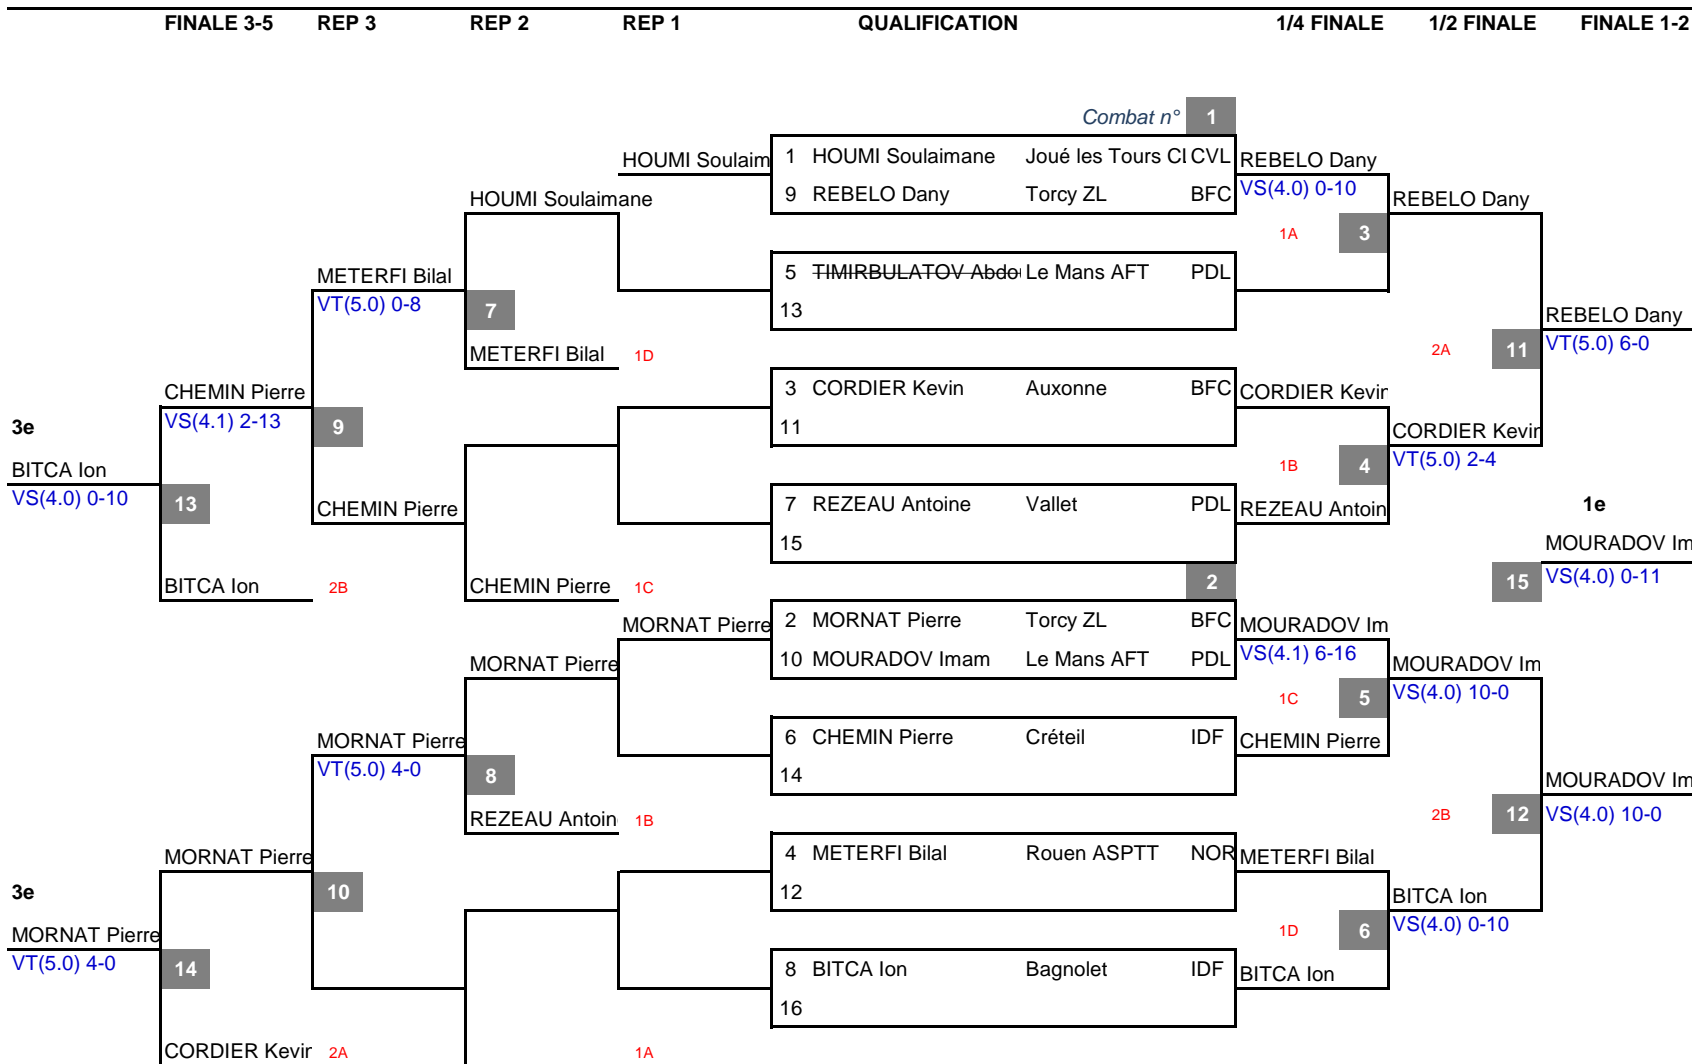 FINALE 3-5 REP 3 REP 2 REP 1 QUALIFICATION 1/4 FINALE 1/2 FINALE FINALE 1-2
Combat n° 1
HOUMI Soulaim 1 HOUMI Soulaimane Joué les Tours CL CVL REBELO Dany
9 REBELO Dany Torcy ZL BFC VS(4.0) 0-10
HOUMI Soulaimane REBELO Dany
1A 3
METERFI Bilal 5 TIMIRBULATOV Abdo Le Mans AFT PDL
VT(5.0) 0-8 7 13
REBELO Dany
METERFI Bilal 1D 2A 11 VT(5.0) 6-0
CHEMIN Pierre 3 CORDIER Kevin Auxonne BFC CORDIER Kevin
3e VS(4.1) 2-13 9 11
CORDIER Kevin
BITCA Ion 1B 4 VT(5.0) 2-4
VS(4.0) 0-10 13 CHEMIN Pierre 7 REZEAU Antoine Vallet PDL REZEAU Antoin 1e
15
MOURADOV Im
BITCA Ion 2B CHEMIN Pierre 1C 2 15 VS(4.0) 0-11
MORNAT Pierre 2 MORNAT Pierre Torcy ZL BFC MOURADOV Im
10 MOURADOV Imam Le Mans AFT PDL VS(4.1) 6-16
MORNAT Pierre MOURADOV Im
1C 5 VS(4.0) 10-0
MORNAT Pierre 6 CHEMIN Pierre Créteil IDF CHEMIN Pierre
VT(5.0) 4-0 8 14
MOURADOV Im
REZEAU Antoin 1B 2B 12 VS(4.0) 10-0
MORNAT Pierre 4 METERFI Bilal Rouen ASPTT NOR METERFI Bilal
3e 10 12
BITCA Ion
MORNAT Pierre 1D 6 VS(4.0) 0-10
VT(5.0) 4-0 14 8 BITCA Ion Bagnolet IDF BITCA Ion
16
CORDIER Kevir 2A 1A